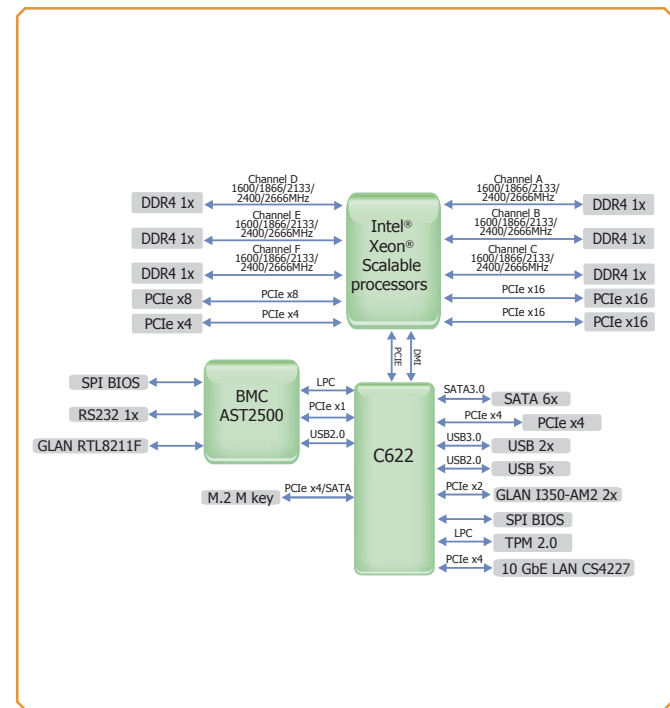 Channel D
1600/1866/2133/
2400/2666MHz
DDR4 1x
Channel E
1600/1866/2133/
2400/2666MHz
DDR4 1x
Channel F
1600/1866/2133/
2400/2666MHz
DDR4 1x
PCIe x8
PCIe x8
PCIe x4
PCIe x4
Intel®
Xeon®
Scalable
processors
Channel A
1600/1866/2133/
2400/2666MHz
DDR4 1x
Channel B
1600/1866/2133/
2400/2666MHz
DDR4 1x
Channel C
1600/1866/2133/
2400/2666MHz
DDR4 1x
PCIe x16
PCIe x16
PCIe x16
PCIe x16
PCIE
DMI
SPI BIOS
RS232 1x
GLAN RTL8211F
BMC
AST2500
LPC
PCIe x1
USB2.0
M.2 M key
PCIe x4/SATA
C622
SATA3.0
SATA 6x
PCIe x4
PCIe x4
USB3.0
USB 2x
USB2.0
USB 5x
PCIe x2
GLAN I350-AM2 2x
SPI BIOS
LPC
TPM 2.0
PCIe x4
10 GbE LAN CS4227